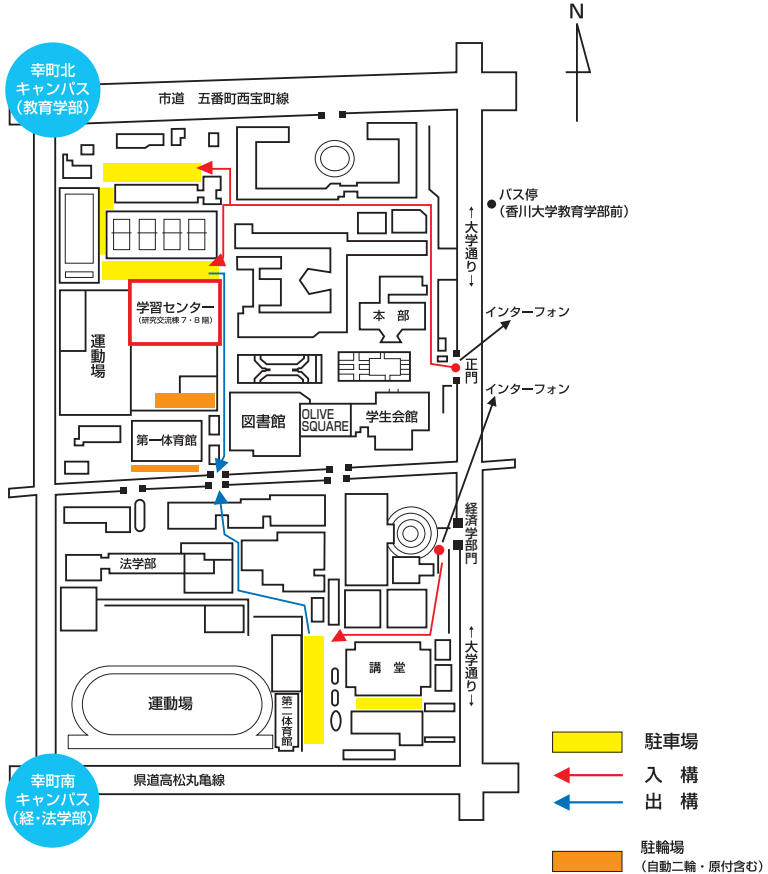 N
幸町北
キャンパス
(教育学部)
市道 五番町西宝町線
バス停
(香川大学教育学部前)
←大学通り→
学習センター
(研究交流棟7・8階)
本部
インターフォン
運動場
正門
インターフォン
図書館
OLIVE
SQUARE
学生会館
第一体育館
経済学部門
法学部
←大学通り→
講堂
運動場
第二体育館
駐車場
入構
出構
幸町南
キャンパス
(経・法学部)
県道高松丸亀線
駐輪場
(自動二輪・原付含む)